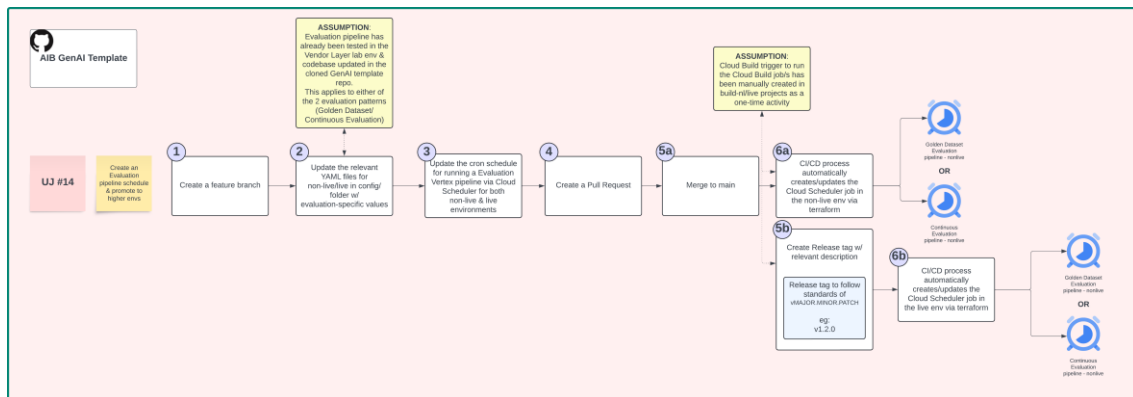 AIB GenAI Template
ASSUMPTION:
Evaluation pipeline has
already been tested in the
Vendor Layer lab env &
codebase updated in the
cloned GenAI template
repo.
This applies to either of
the 2 evaluation patterns
(Golden Dataset/
Continuous Evaluation)
ASSUMPTION:
Cloud Build trigger to run
the Cloud Build job/s has
been manually created in
build-nl/live projects as a
one-time activity
UJ #14
Create an
Evaluation
pipeline schedule
& promote to
higher envs
1
Create a feature branch
2
Update the relevant
YAML files for
non-live/live in config/
folder w/
evaluation-specific values
3
Update the cron schedule
for running a Evaluation
Vertex pipeline via Cloud
Scheduler for both
non-live & live
environments
4
Create a Pull Request
5a
Merge to main
6a
CI/CD process
automatically
creates/updates the
Cloud Scheduler job in
the non-live env via
terraform
Golden Dataset
Evaluation
pipeline - nonlive
OR
Continuous
Evaluation
pipeline - nonlive
5b
Create Release tag w/
relevant description
Release tag to follow
standards of
vMAJOR.MINOR.PATCH
eg:
v1.2.0
6b
CI/CD process
automatically
creates/updates the
Cloud Scheduler job in
the live env via terraform
Golden Dataset
Evaluation
pipeline - nonlive
OR
Continuous
Evaluation
pipeline - nonlive